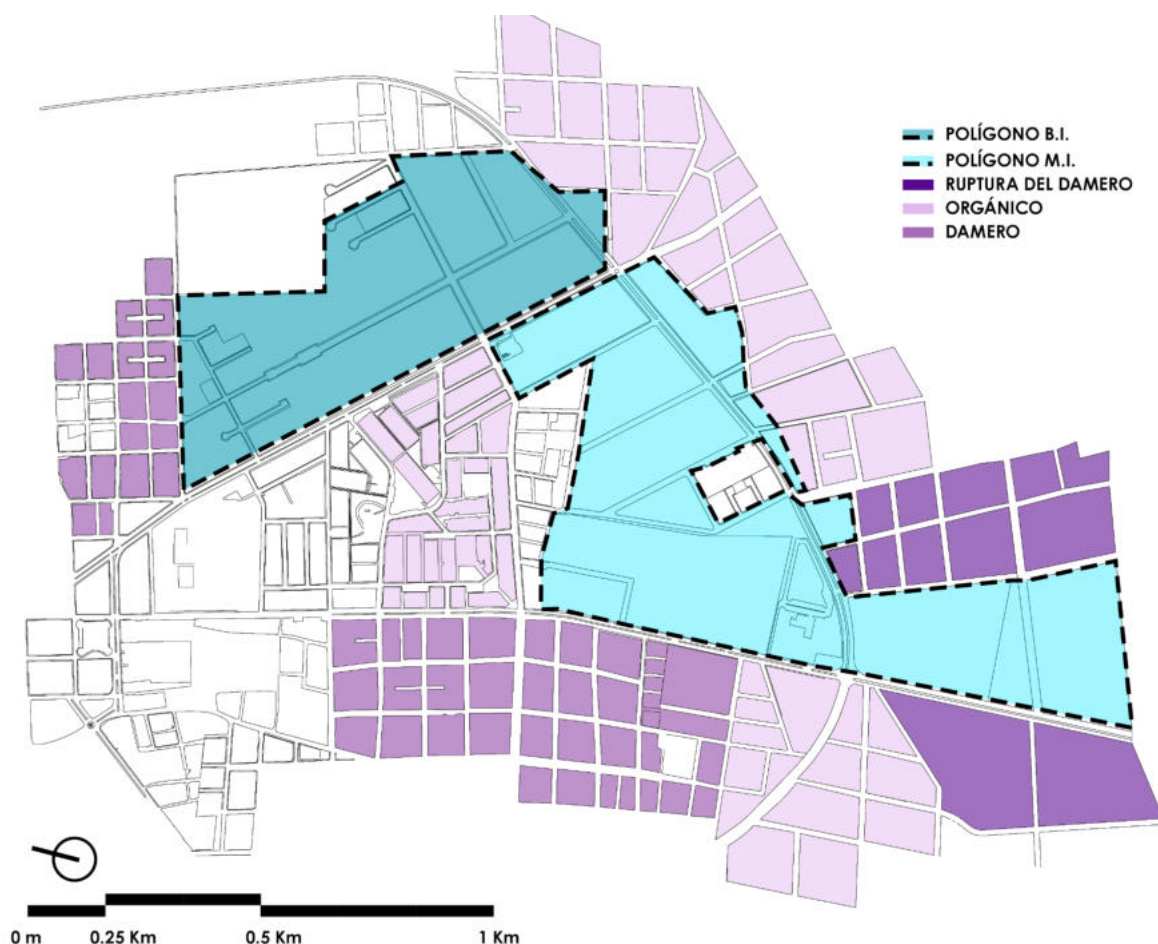 POLÍGONO B.I.
POLÍGONO M.I.
RUPTURA DEL DAMERO
ORGÁNICO
DAMERO
0 m 0.25 Km 0.5 Km 1 Km